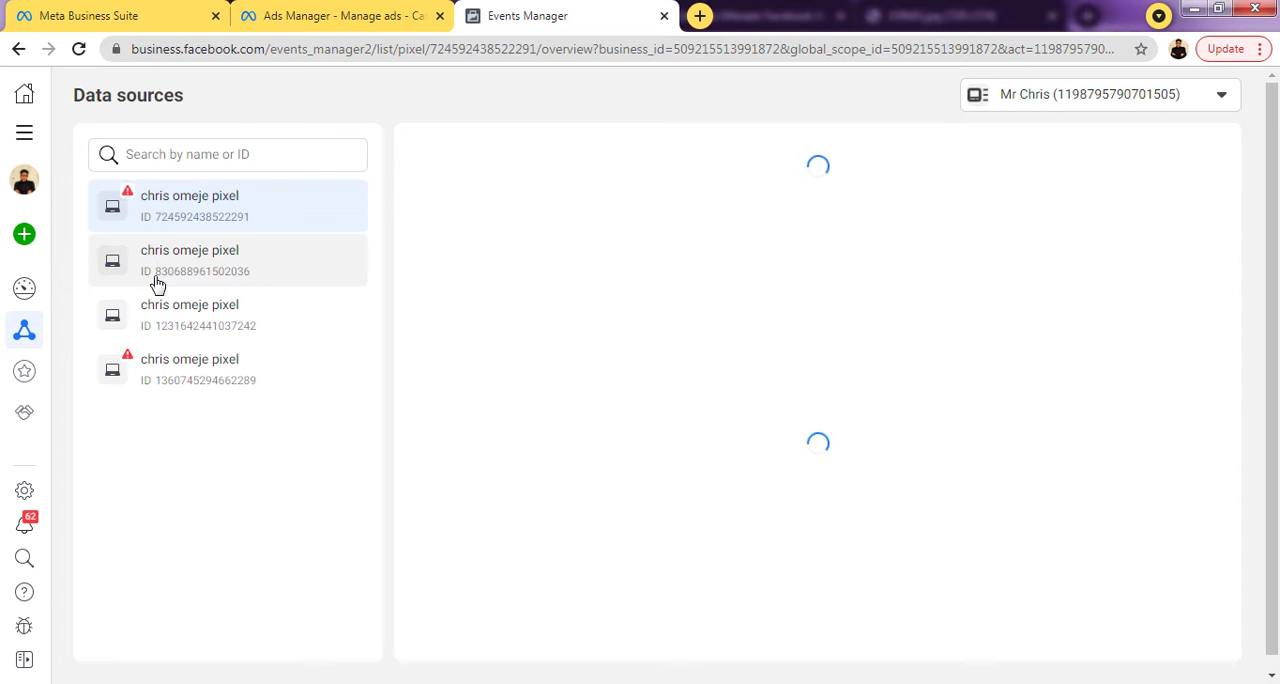 Meta Business Suite
Ads Manager - Manage ads - Ca
Events Manager
business.facebook.com/events_manager2/list/pixel/724592438522291/overview?business_id=509215513991872&global_scope_id=509215513991872&act=1198795790...
Update
Data sources
Mr Chris (1198795790701505)
Search by name or ID
chris omeje pixel
ID 724592438522291
chris omeje pixel
ID 830688961502036
chris omeje pixel
ID 1231642441037242
chris omeje pixel
ID 1360745294662289
62